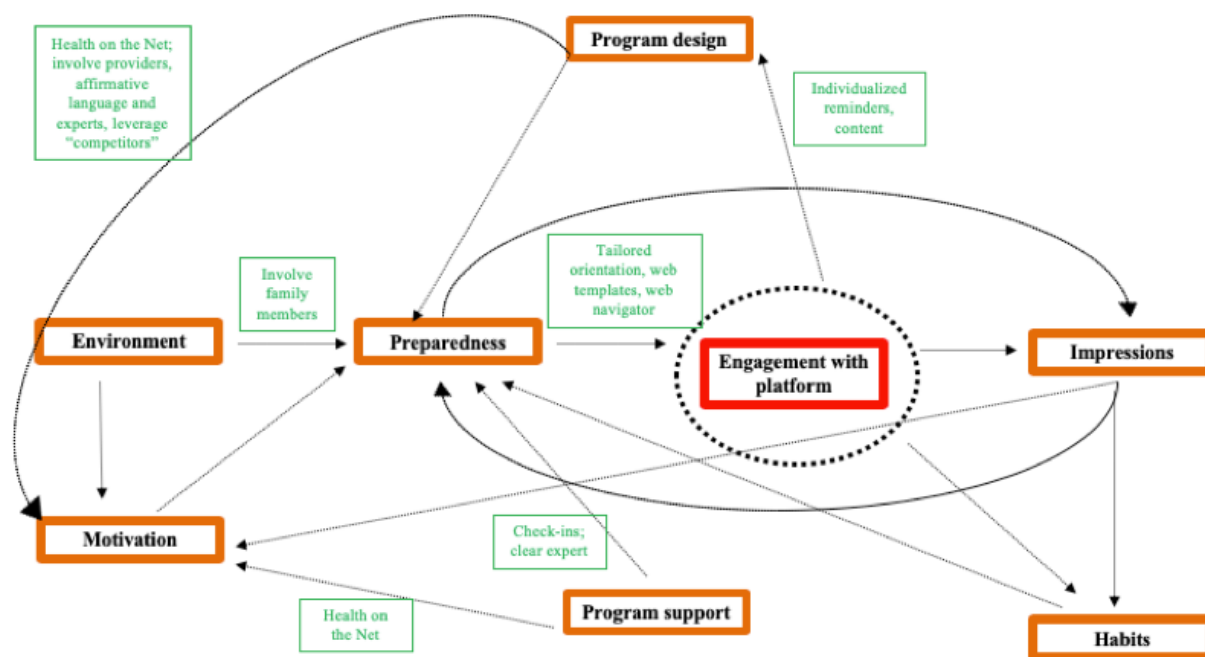 Health on the Net;
involve providers,
affirmative
language and
experts, leverage
“competitors”
Program design
Individualized
reminders,
content
Involve
family
members
Tailored
orientation, web
templates, web
navigator
Environment
Preparedness
Engagement with
platform
Impressions
Motivation
Check-ins;
clear expert
Health on
the Net
Program support
Habits